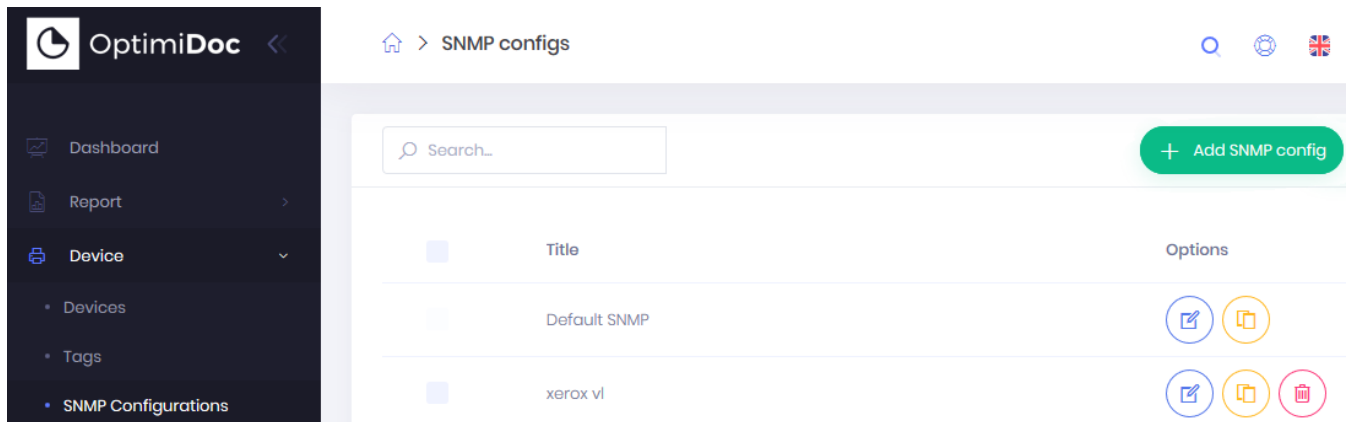 OptimiDoc
SNMP configs
Dashboard
Report
Device
Devices
Tags
SNMP Configurations
Search...
Add SNMP config
Title
Options
Default SNMP
xerox vl